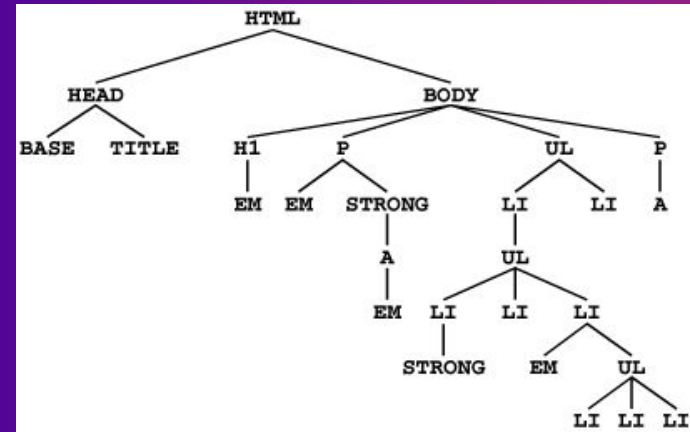 HTML
HEAD BODY
BASE TITLE H1 P UL P
EM EM STRONG LI LI A
A UL
EM LI LI LI
STRONG EM UL
LI LI LI